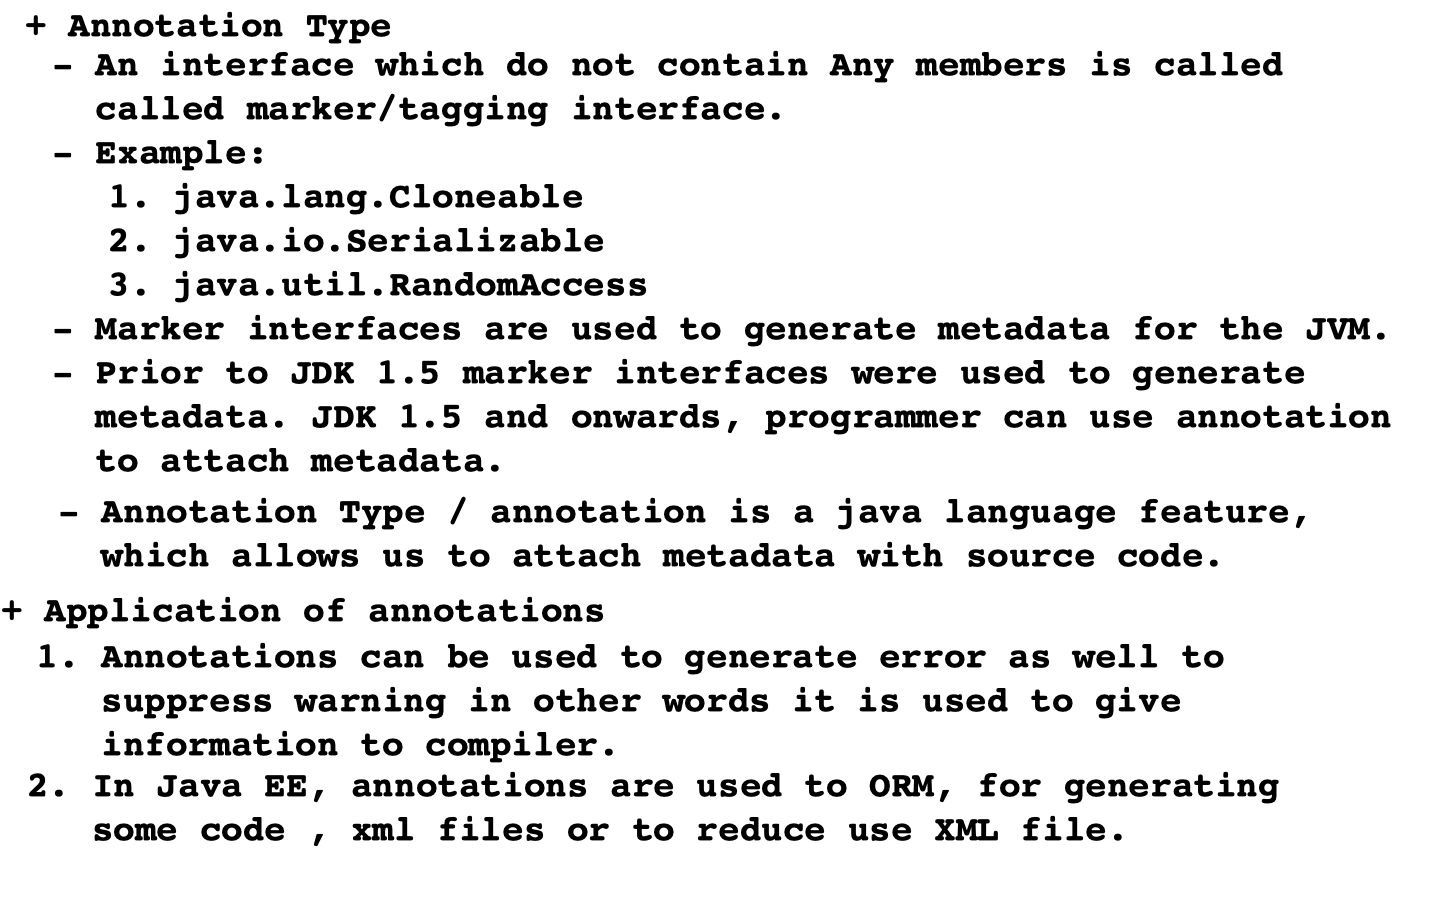 + Annotation Type
- An interface which do not contain Any members is called
called marker/tagging interface.
- Example:
1. java.lang.Cloneable
2. java.io.Serializable
3. java.util.RandomAccess
- Marker interfaces are used to generate metadata for the JVM.
- Prior to JDK 1.5 marker interfaces were used to generate
metadata. JDK 1.5 and onwards, programmer can use annotation
to attach metadata.
- Annotation Type / annotation is a java language feature,
which allows us to attach metadata with source code.
+ Application of annotations
1. Annotations can be used to generate error as well to
suppress warning in other words it is used to give
information to compiler.
2. In Java EE, annotations are used to ORM, for generating
some code , xml files or to reduce use XML file.